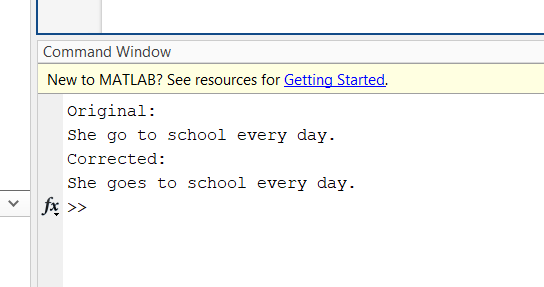 Command Window
New to MATLAB? See resources for Getting Started.
Original:
She go to school every day.
Corrected:
She goes to school every day.
fx >>